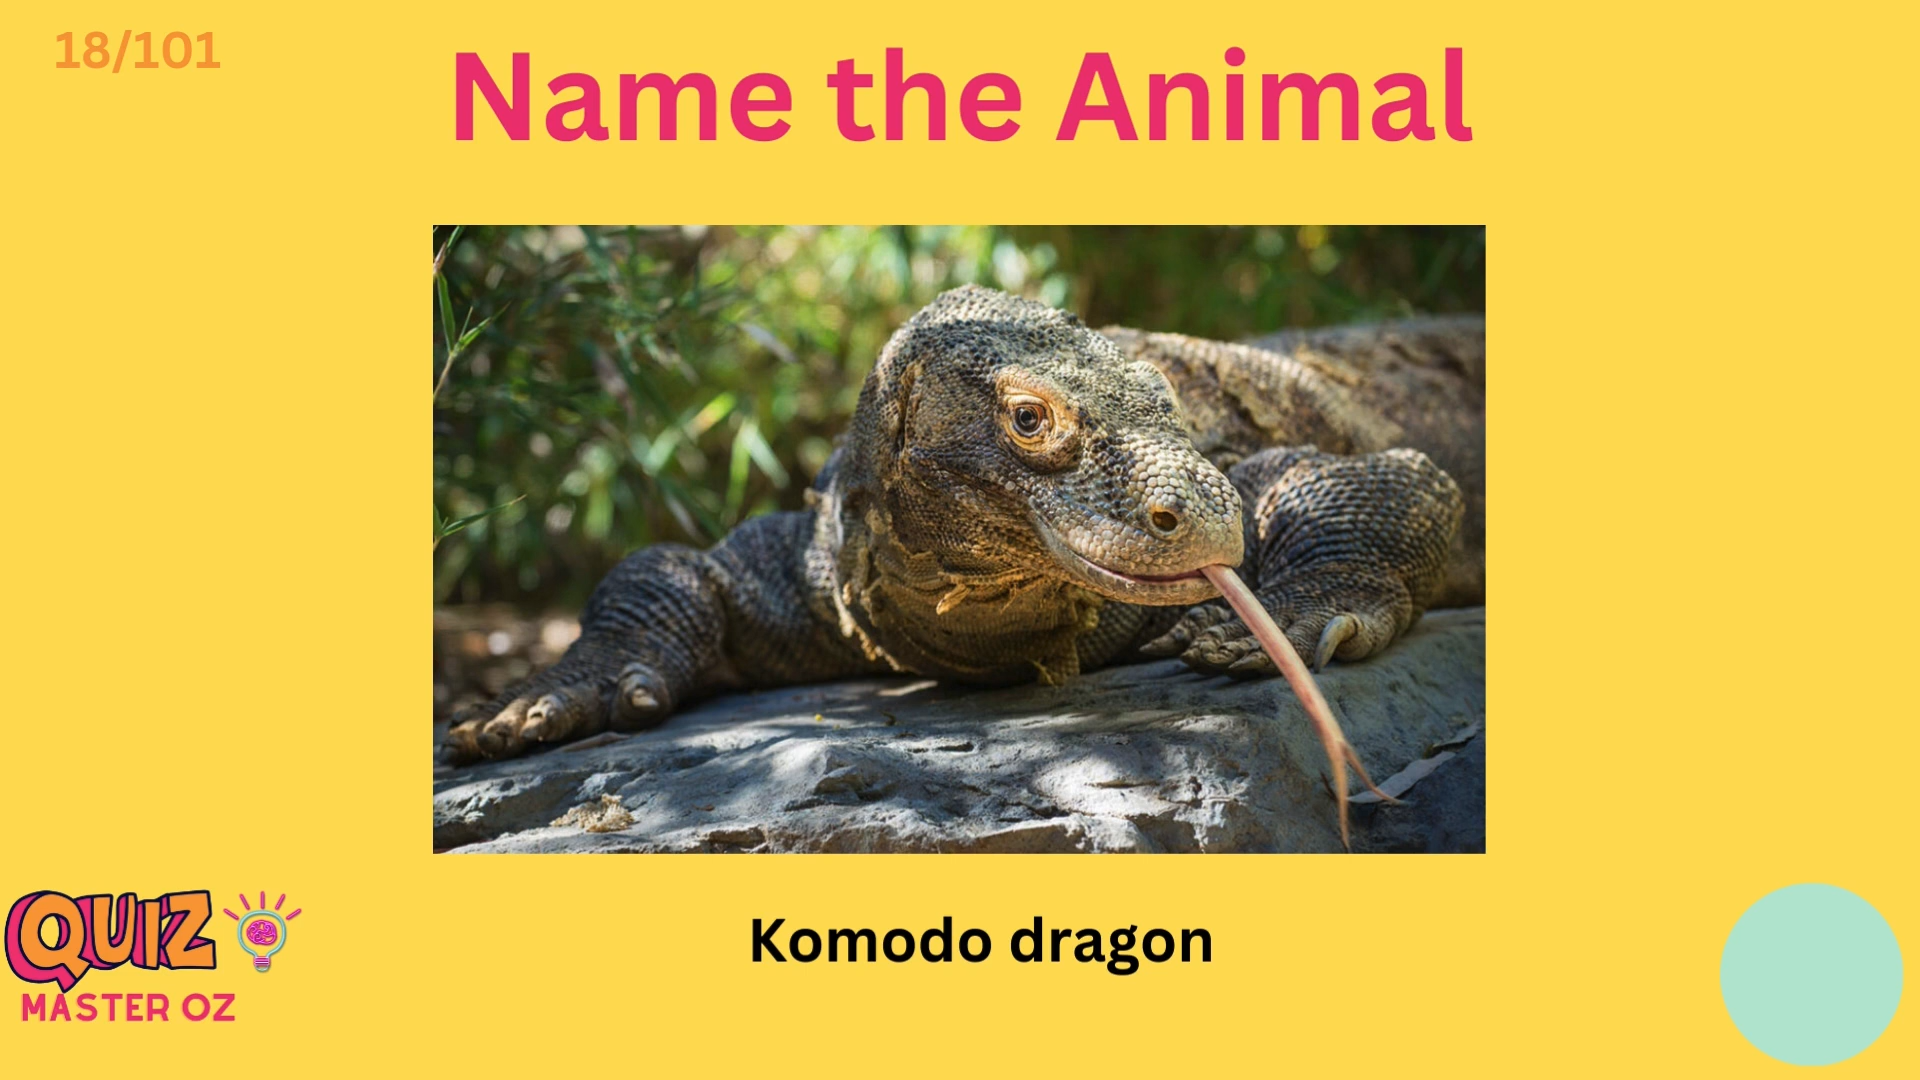 18/101
Name the Animal
Komodo dragon
QUIZ
MASTER OZ